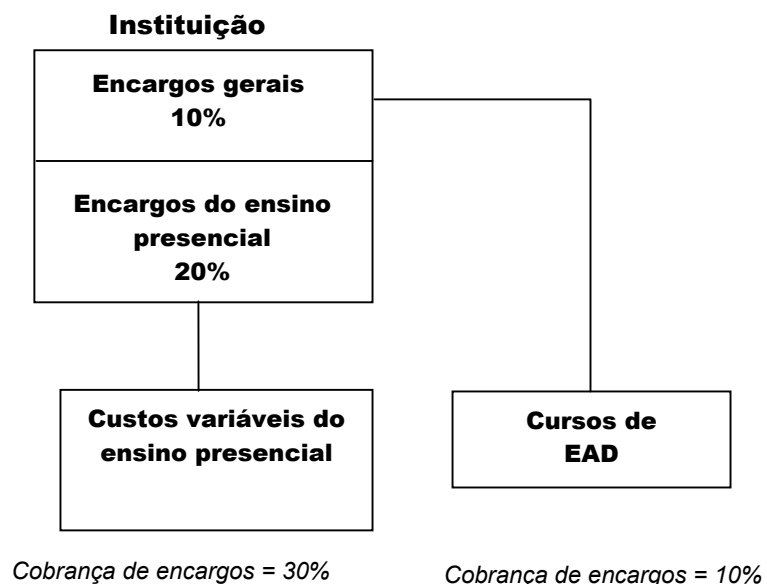 Instituição
Encargos gerais
10%
Encargos do ensino
presencial
20%
Custos variáveis do
ensino presencial
Cursos de
EAD
Cobrança de encargos = 30%
Cobrança de encargos = 10%